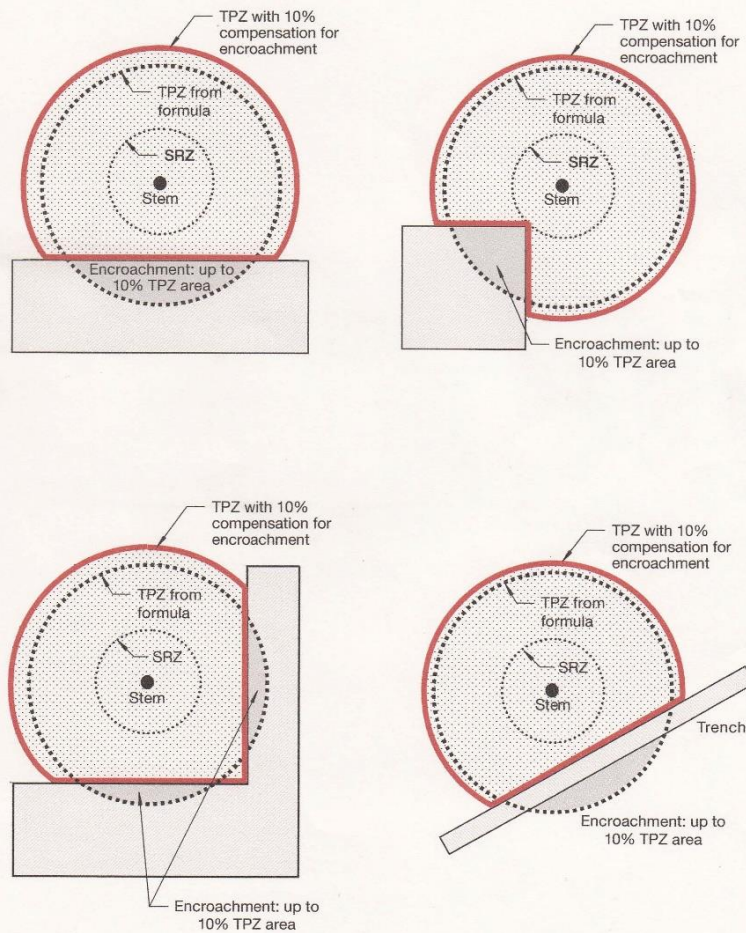 TPZ with 10%
compensation for
encroachment
TPZ from
formula
SRZ
Stem
Encroachment: up to
10% TPZ area
TPZ with 10%
compensation for
encroachment
TPZ from
formula
SRZ
Stem
Encroachment: up to
10% TPZ area
TPZ with 10%
compensation for
encroachment
TPZ from
formula
SRZ
Stem
Encroachment: up to
10% TPZ area
TPZ with 10%
compensation for
encroachment
TPZ from
formula
SRZ
Stem
Trench
Encroachment: up to
10% TPZ area